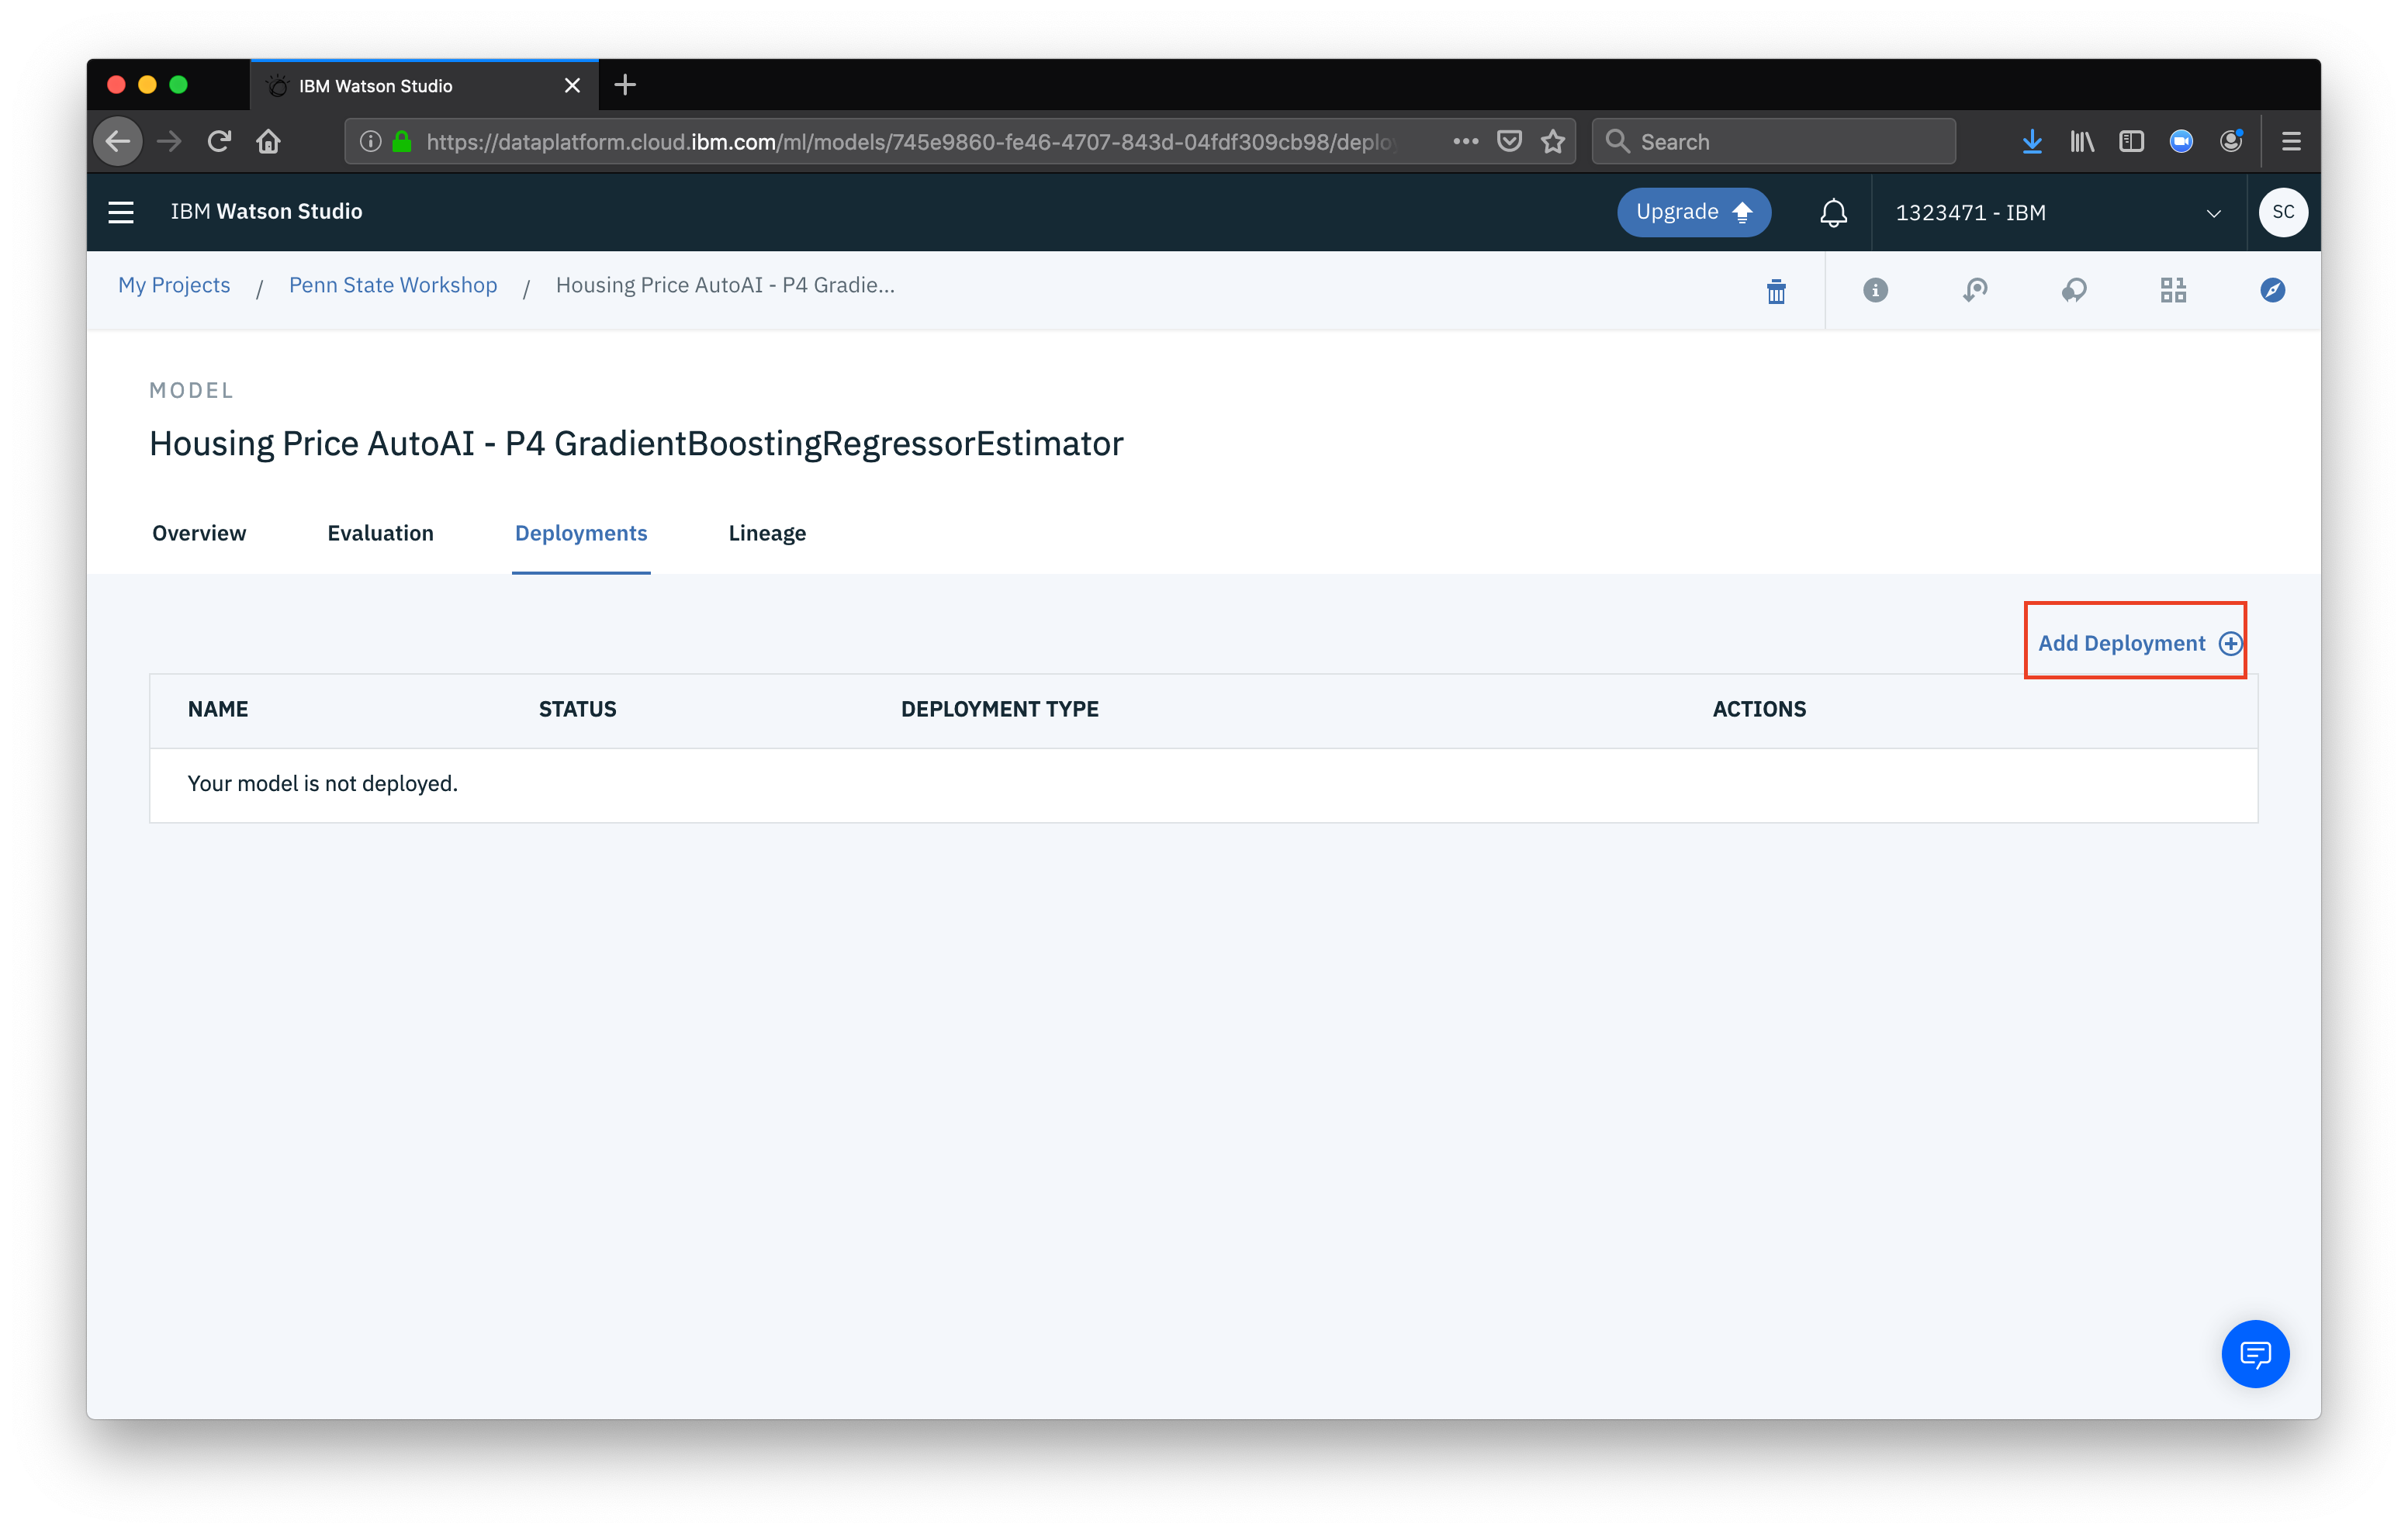 IBM Watson Studio
https://dataplatform.cloud.ibm.com/ml/models/745e9860-fe46-4707-843d-04fdf309cb98/deploy
Search
IBM Watson Studio
Upgrade
1323471 - IBM
SC
My Projects / Penn State Workshop / Housing Price AutoAI - P4 Gradie...
MODEL
Housing Price AutoAI - P4 GradientBoostingRegressorEstimator
Overview Evaluation Deployments Lineage
Add Deployment
NAME STATUS DEPLOYMENT TYPE ACTIONS
Your model is not deployed.